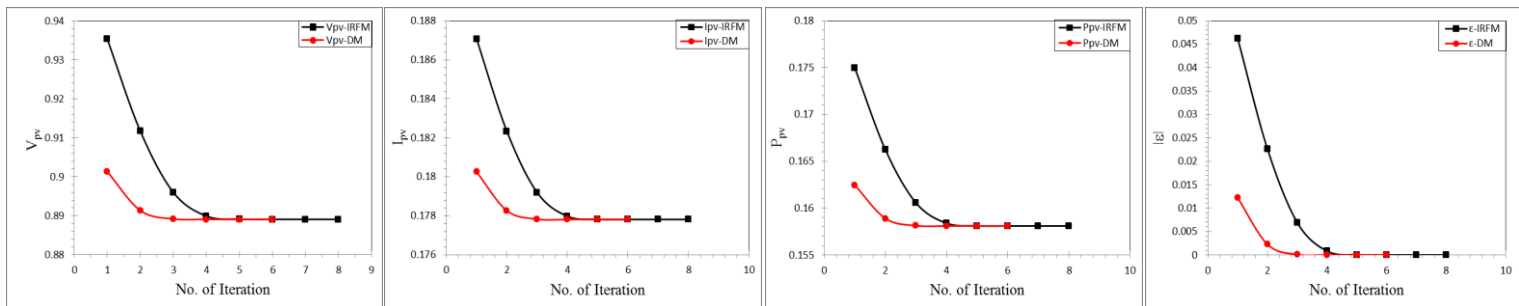 0.94
0.93
0.92
0.91
0.9
0.89
0.88
V_pv
0 1 2 3 4 5 6 7 8 9
No. of Iteration
Vpv-IRFM
Vpv-DM
0.188
0.186
0.184
0.182
0.18
0.178
0.176
I_pv
0 2 4 6 8 10
No. of Iteration
Ipv-IRFM
Ipv-DM
0.18
0.175
0.17
0.165
0.16
0.155
P_pv
0 2 4 6 8 10
No. of Iteration
Ppv-IRFM
Ppv-DM
0.05
0.045
0.04
0.035
0.03
0.025
0.02
0.015
0.01
0.005
0
|ε|
0 2 4 6 8 10
No. of Iteration
ε-IRFM
ε-DM